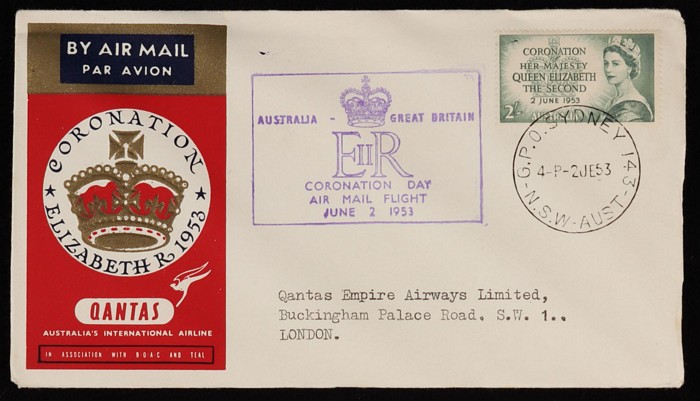 BY AIR MAIL
PAR AVION
CORONATION
ELIZABETH R 1953
QANTAS
AUSTRALIA'S INTERNATIONAL AIRLINE
IN ASSOCIATION WITH B·O·A·C AND TEAL
AUSTRALIA - GREAT BRITAIN
EIIR
CORONATION DAY
AIR MAIL FLIGHT
JUNE 2 1953
CORONATION
HER MAJESTY
QUEEN ELIZABETH
THE SECOND
2 JUNE 1953
2/-
G.P.O. SYDNEY 143
4-P-2JE53
N.S.W-AUST
Qantas Empire Airways Limited,
Buckingham Palace Road, S.W. 1..
LONDON.